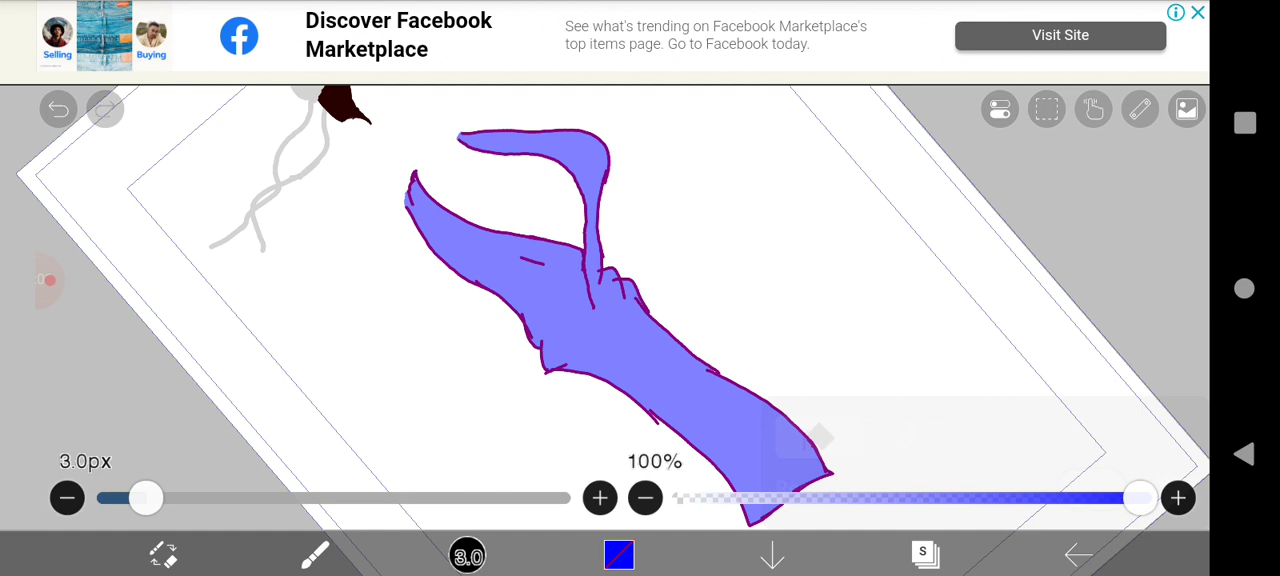 Discover Facebook
Marketplace
See what's trending on Facebook Marketplace's
top items page. Go to Facebook today.
Visit Site
Selling
Buying
3.0px
100%
3.0
S